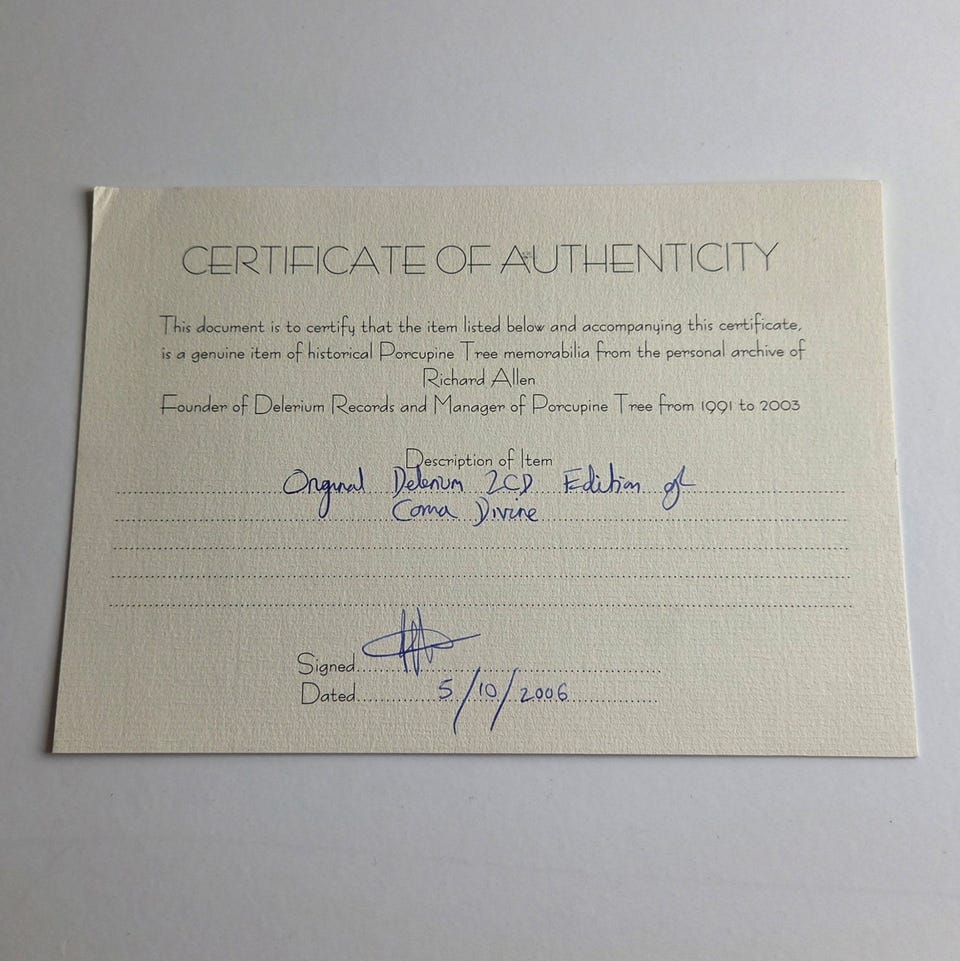 CERTIFICATE OF AUTHENTICITY
This document is to certify that the item listed below and accompanying this certificate,
is a genuine item of historical Porcupine Tree memorabilia from the personal archive of
Richard Allen
Founder of Delerium Records and Manager of Porcupine Tree from 1991 to 2003
Description of Item
Original Delerium 2CD Edition of
Coma Divine
Signed
Dated 5/10/2006